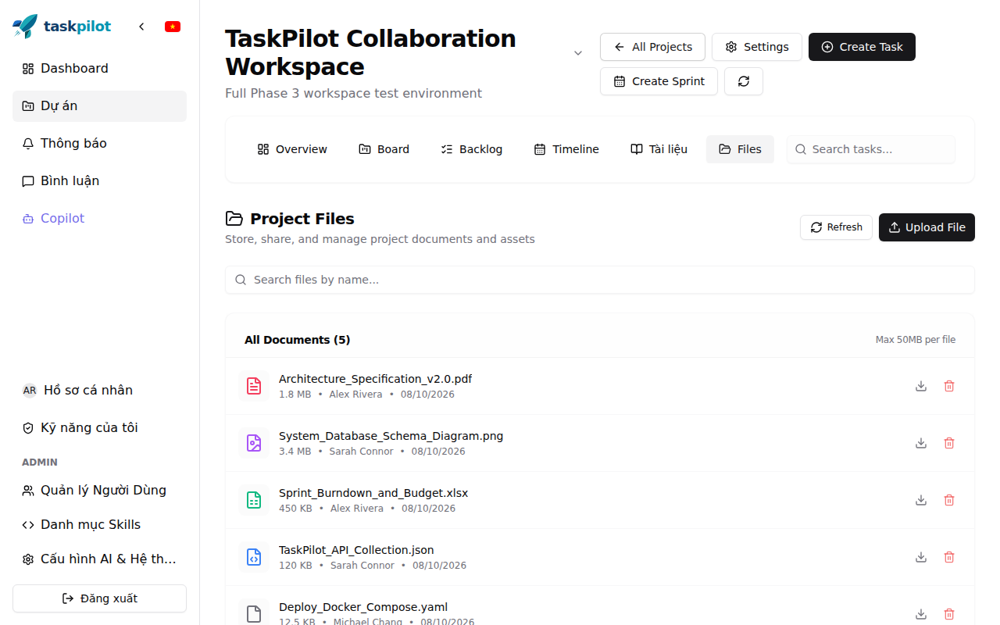 taskpilot
Dashboard
Dự án
Thông báo
Bình luận
Copilot
AR Hồ sơ cá nhân
Kỹ năng của tôi
ADMIN
Quản lý Người Dùng
Danh mục Skills
Cấu hình AI & Hệ th...
Đăng xuất
TaskPilot Collaboration
Workspace
Full Phase 3 workspace test environment
All Projects
Settings
Create Task
Create Sprint
Overview
Board
Backlog
Timeline
Tài liệu
Files
Search tasks...
Project Files
Store, share, and manage project documents and assets
Refresh
Upload File
Search files by name...
All Documents (5)
Max 50MB per file
Architecture_Specification_v2.0.pdf
1.8 MB • Alex Rivera • 08/10/2026
System_Database_Schema_Diagram.png
3.4 MB • Sarah Connor • 08/10/2026
Sprint_Burndown_and_Budget.xlsx
450 KB • Alex Rivera • 08/10/2026
TaskPilot_API_Collection.json
120 KB • Sarah Connor • 08/10/2026
Deploy_Docker_Compose.yaml
12.5 KB • Michael Chang • 08/10/2026